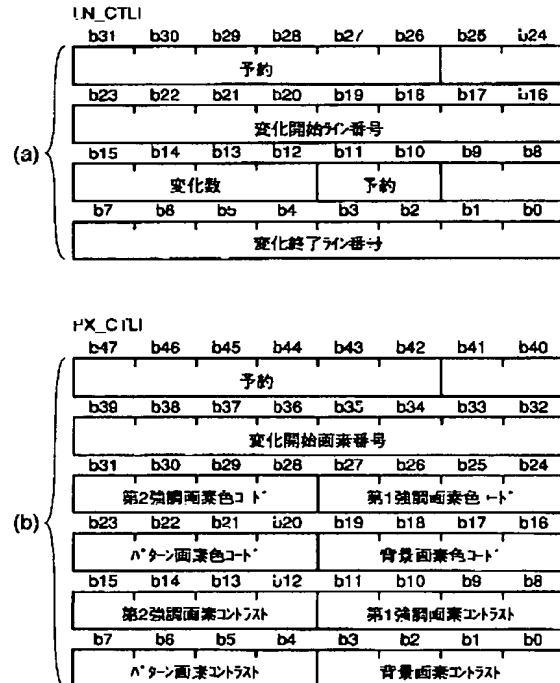 LN_CTLI
b31 b30 b29 b28 b27 b26 b25 b24
予約
b23 b22 b21 b20 b19 b18 b17 b16
変化開始ライン番号
(a)
b15 b14 b13 b12 b11 b10 b9 b8
変化数 予約
b7 b6 b5 b4 b3 b2 b1 b0
変化終了ライン番号
PX_CTLI
b47 b46 b45 b44 b43 b42 b41 b40
予約
b39 b38 b37 b36 b35 b34 b33 b32
変化開始画素番号
b31 b30 b29 b28 b27 b26 b25 b24
第2強調画素色コード 第1強調画素色コード
(b)
b23 b22 b21 b20 b19 b18 b17 b16
パターン画素色コード 背景画素色コード
b15 b14 b13 b12 b11 b10 b9 b8
第2強調画素コントラスト 第1強調画素コントラスト
b7 b6 b5 b4 b3 b2 b1 b0
パターン画素コントラスト 背景画素コントラスト